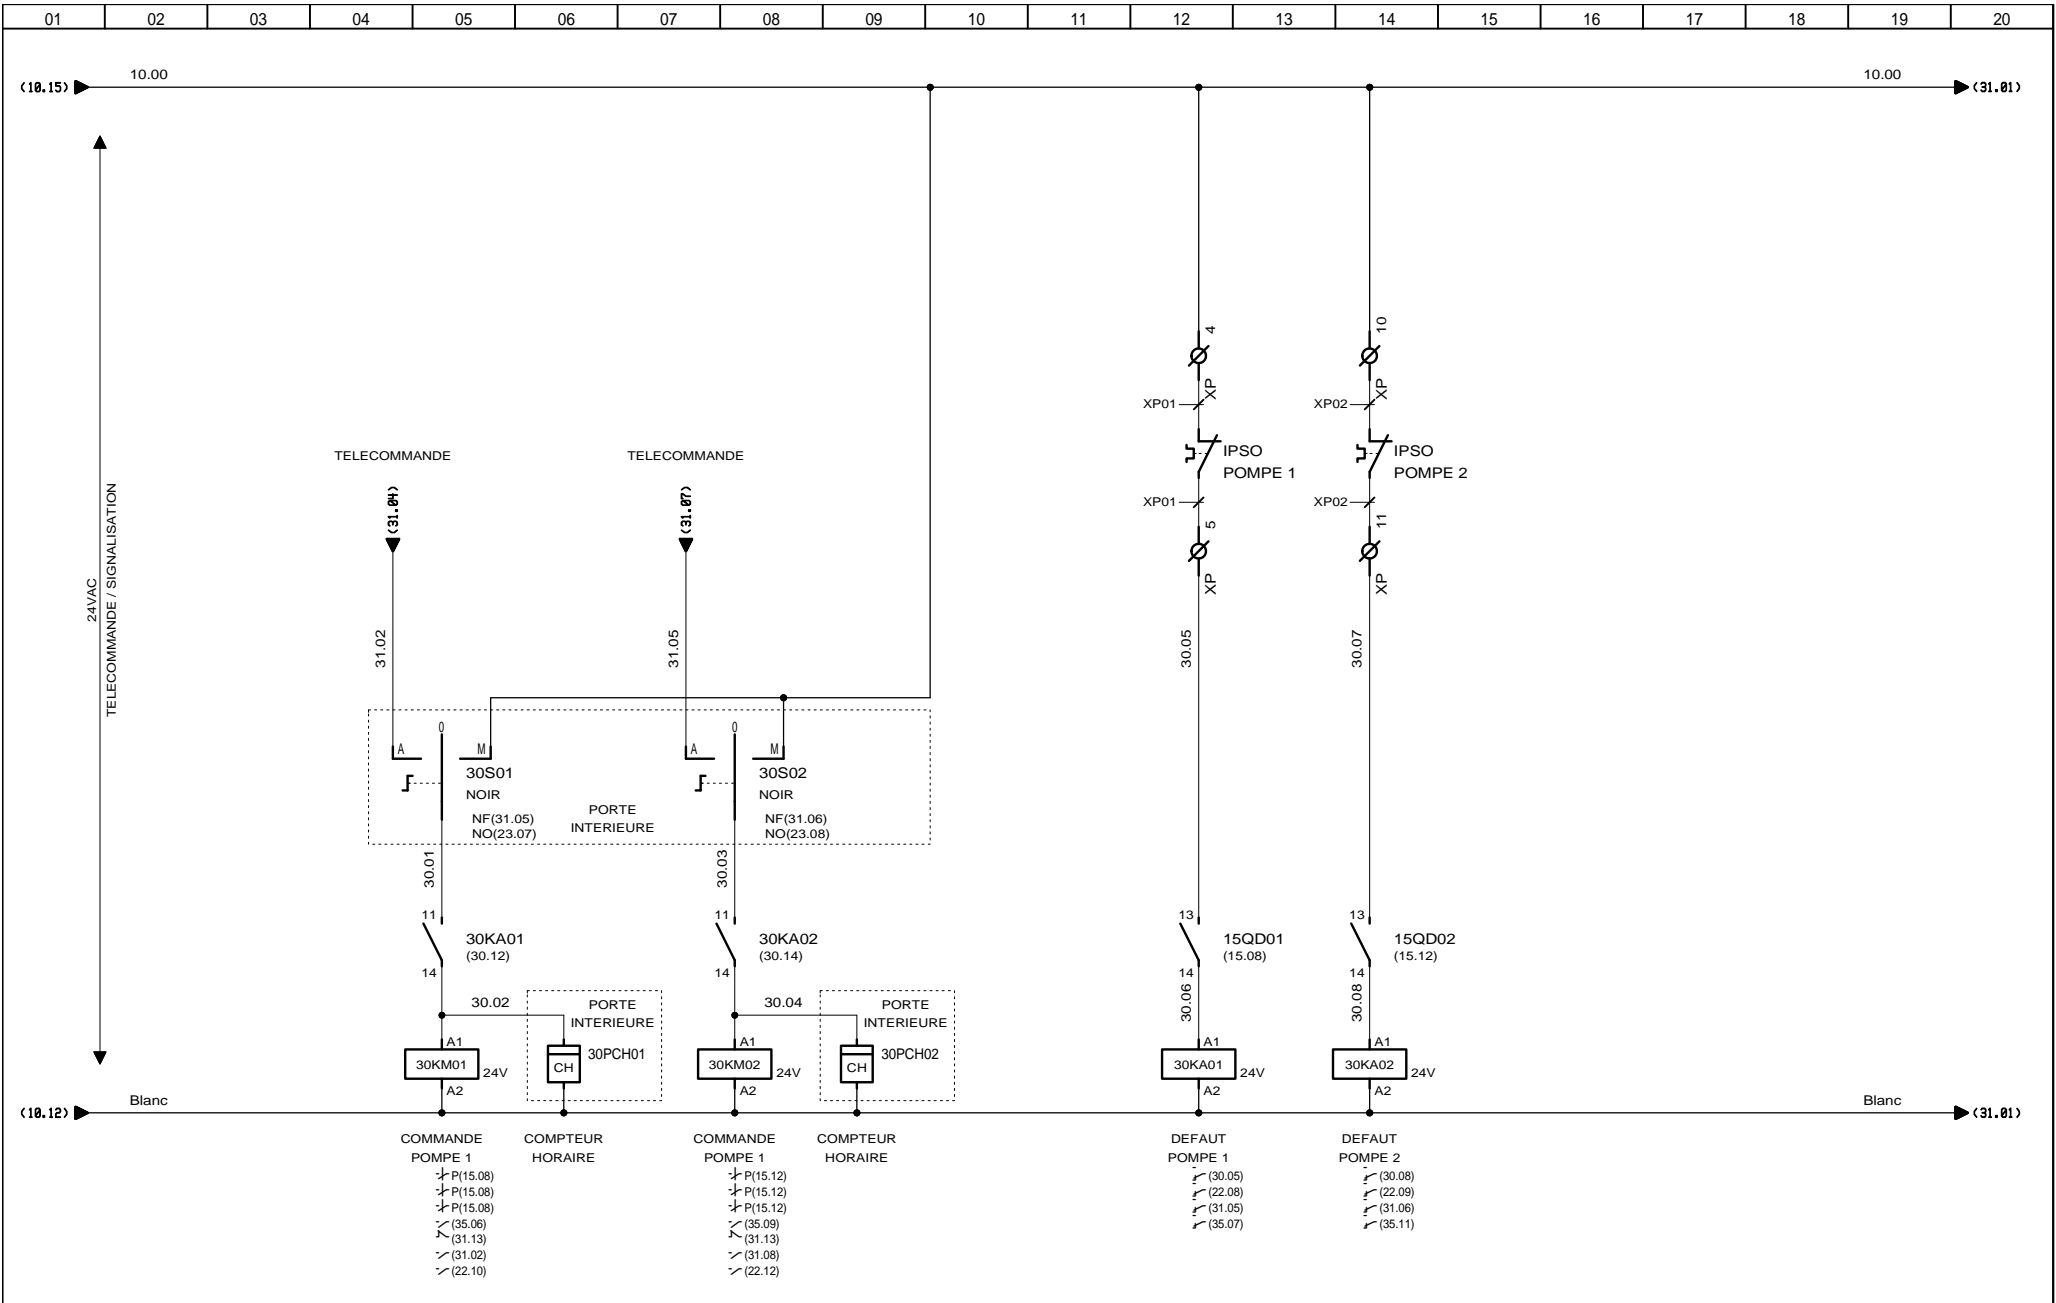 01 02 03 04 05 06 07 08 09 10 11 12 13 14 15 16 17 18 19 20
10.00 10.00
(10.15) (31.01)
24VAC
TELECOMMANDE / SIGNALISATION
4 10
XP XP
XP01 XP02
TELECOMMANDE TELECOMMANDE IPSO IPSO
POMPE 1 POMPE 2
(31.04) (31.07) XP01 XP02
5 11
XP XP
31.02 31.05 30.05 30.07
0 0
A M A M
30S01 30S02
NOIR NOIR
PORTE
INTERIEURE
NF(31.05) NF(31.06)
NO(23.07) NO(23.08)
30.01 30.03
11 11 13 13
30KA01 30KA02 15QD01 15QD02
(30.12) (30.14) (15.08) (15.12)
14 14 14 14
30.02 30.04 30.06 30.08
PORTE PORTE
INTERIEURE INTERIEURE
A1 A1 A1 A1
30PCH01 30PCH02
30KM01 24V CH 30KM02 24V CH 30KA01 24V 30KA02 24V
A2 A2 A2 A2
Blanc Blanc
(10.12) (31.01)
COMMANDE COMPTEUR COMMANDE COMPTEUR DEFAUT DEFAUT
POMPE 1 HORAIRE POMPE 1 HORAIRE POMPE 1 POMPE 2
P(15.08) P(15.12) (30.05) (30.08)
P(15.08) P(15.12) (22.08) (22.09)
P(15.08) P(15.12) (31.05) (31.06)
(35.06) (35.09) (35.07) (35.11)
(31.13) (31.13)
(31.02) (31.08)
(22.10) (22.12)